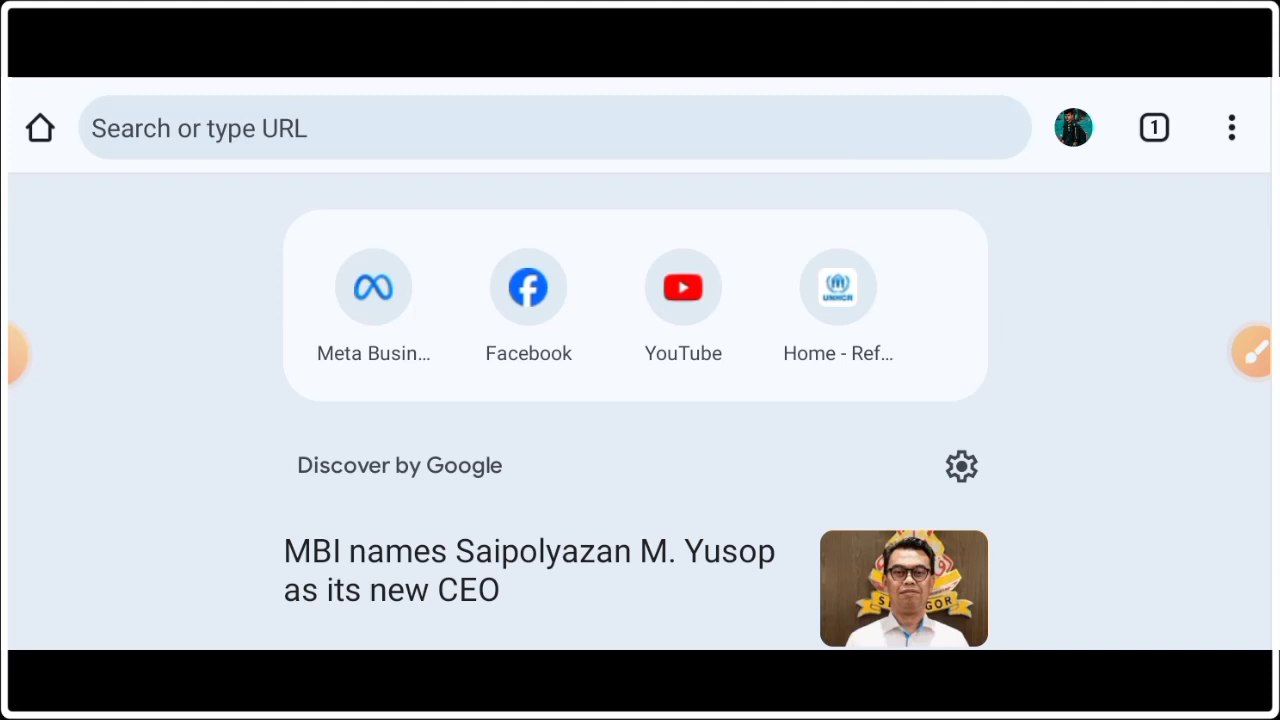 Search or type URL
1
UNHCR
Meta Busin...
Facebook
YouTube
Home - Ref...
Discover by Google
MBI names Saipolyazan M. Yusop
as its new CEO